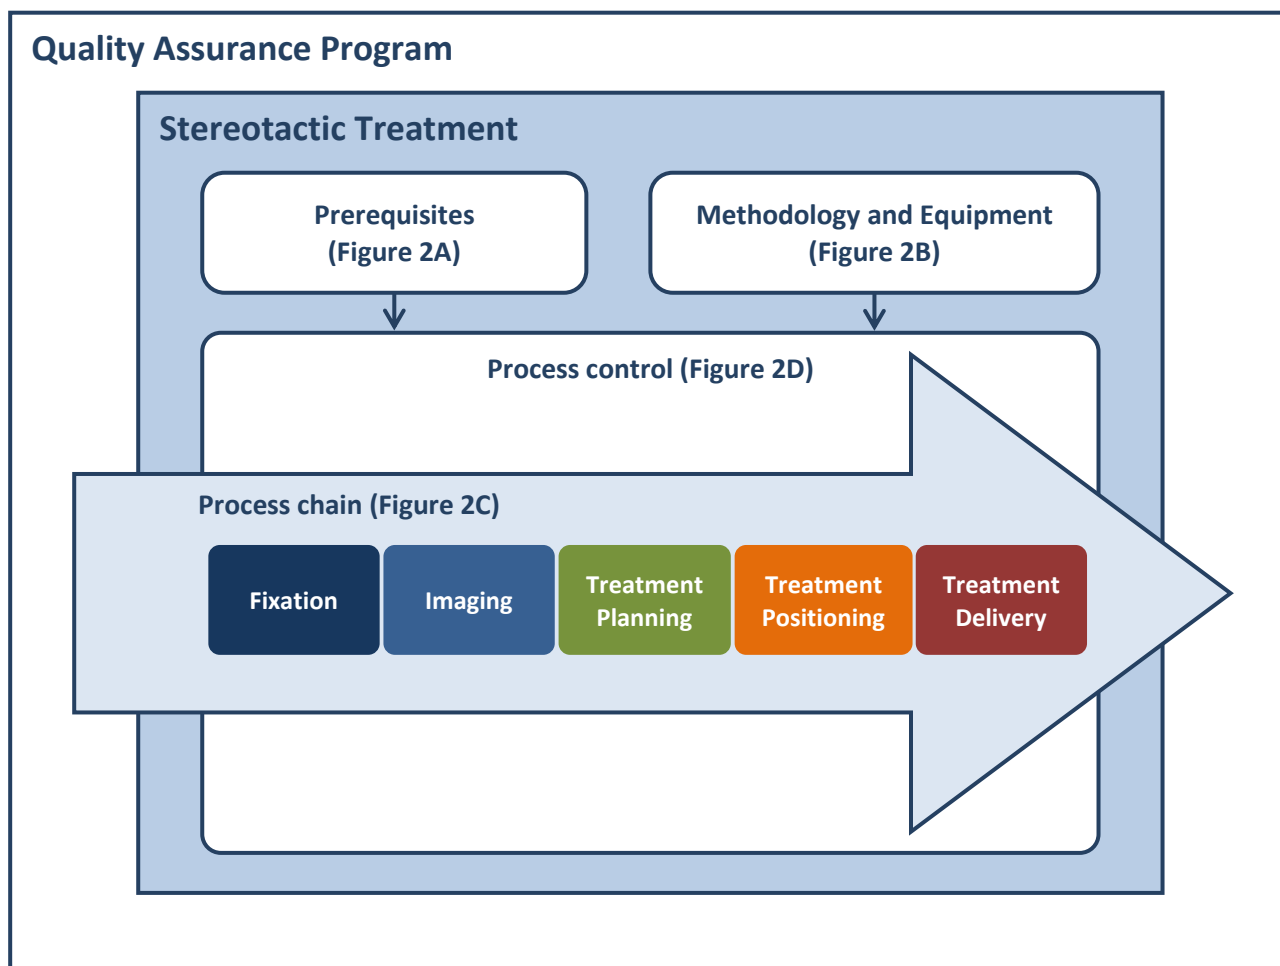 Quality Assurance Program
Stereotactic Treatment
Prerequisites
(Figure 2A)
Methodology and Equipment
(Figure 2B)
Process control (Figure 2D)
Process chain (Figure 2C)
Fixation
Imaging
Treatment
Planning
Treatment
Positioning
Treatment
Delivery